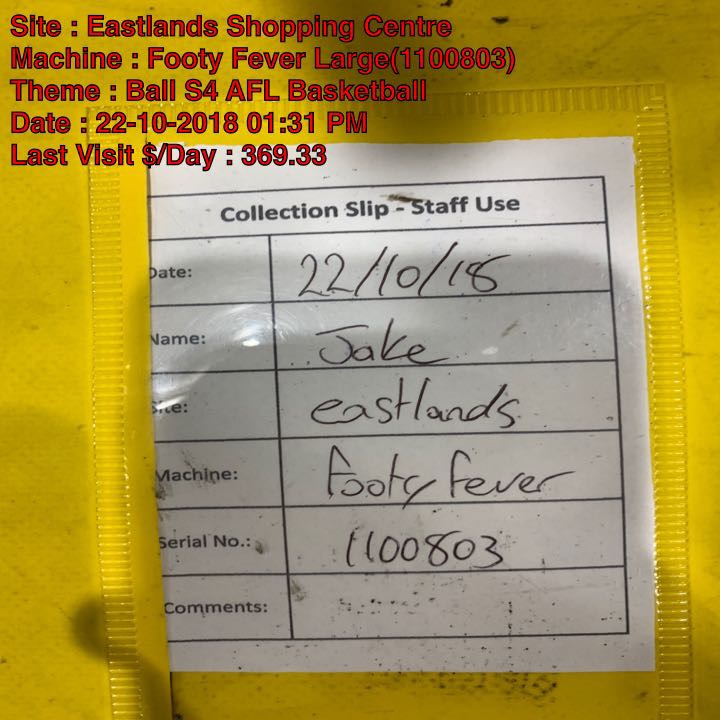 Site : Eastlands Shopping Centre
Machine : Footy Fever Large(1100803)
Theme : Ball S4 AFL Basketball
Date : 22-10-2018 01:31 PM
Last Visit $/Day : 369.33
Collection Slip - Staff Use
Date: 22/10/18
Name: Jake
Site: eastlands
Machine: Footy Fever
Serial No.: 1100803
Comments: